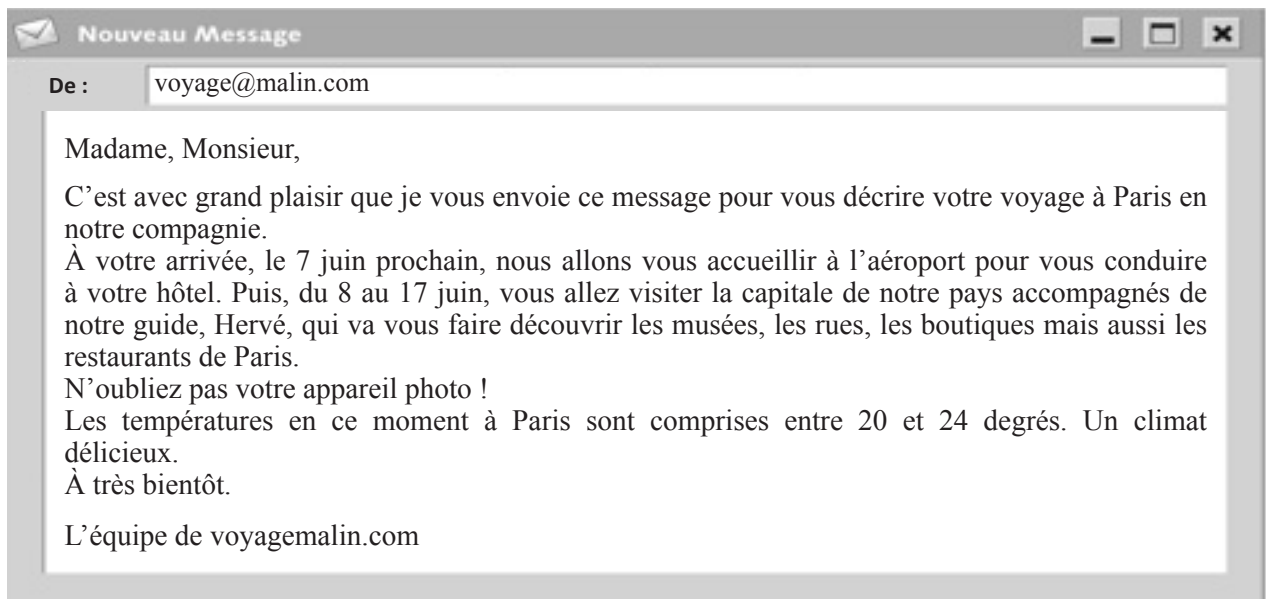 Nouveau Message
De : voyage@malin.com
Madame, Monsieur,
C’est avec grand plaisir que je vous envoie ce message pour vous décrire votre voyage à Paris en
notre compagnie.
À votre arrivée, le 7 juin prochain, nous allons vous accueillir à l’aéroport pour vous conduire
à votre hôtel. Puis, du 8 au 17 juin, vous allez visiter la capitale de notre pays accompagnés de
notre guide, Hervé, qui va vous faire découvrir les musées, les rues, les boutiques mais aussi les
restaurants de Paris.
N’oubliez pas votre appareil photo !
Les températures en ce moment à Paris sont comprises entre 20 et 24 degrés. Un climat
délicieux.
À très bientôt.
L’équipe de voyagemalin.com